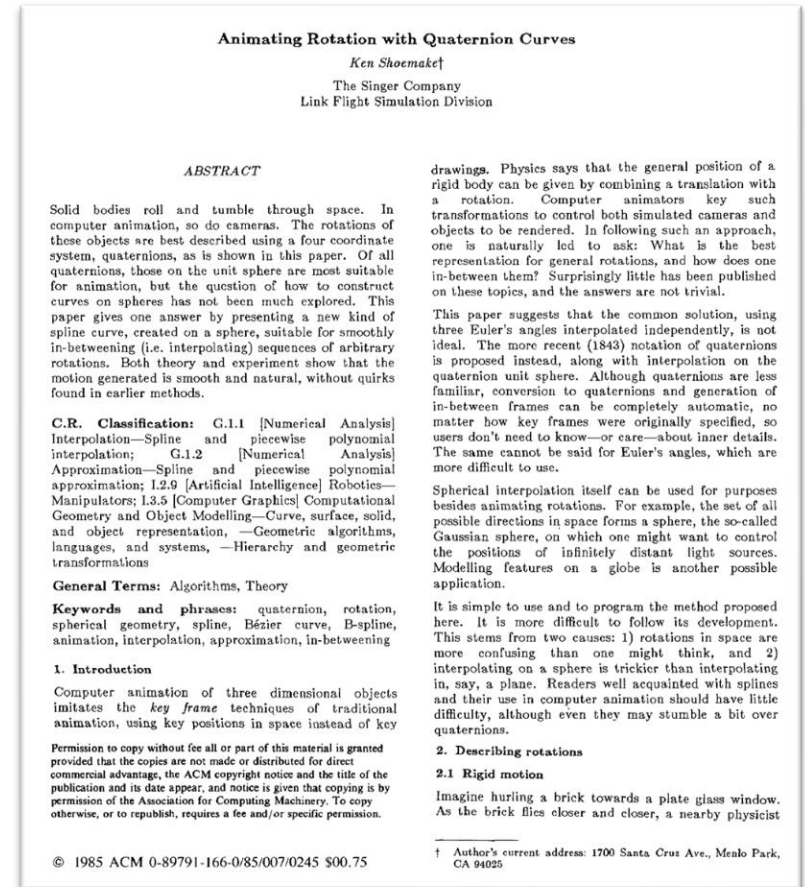 Animating Rotation with Quaternion Curves
Ken Shoemake†
The Singer Company
Link Flight Simulation Division
ABSTRACT
Solid bodies roll and tumble through space. In
computer animation, so do cameras. The rotations of
these objects are best described using a four coordinate
system, quaternions, as is shown in this paper. Of all
quaternions, those on the unit sphere are most suitable
for animation, but the question of how to construct
curves on spheres has not been much explored. This
paper gives one answer by presenting a new kind of
spline curve, created on a sphere, suitable for smoothly
in-betweening (i.e. interpolating) sequences of arbitrary
rotations. Both theory and experiment show that the
motion generated is smooth and natural, without quirks
found in earlier methods.
C.R. Classification: G.1.1 [Numerical Analysis]
Interpolation—Spline and piecewise polynomial
interpolation; G.1.2 [Numerical Analysis]
Approximation—Spline and piecewise polynomial
approximation; I.2.9 [Artificial Intelligence] Robotics—
Manipulators; I.3.5 [Computer Graphics] Computational
Geometry and Object Modelling—Curve, surface, solid,
and object representation, —Geometric algorithms,
languages, and systems, —Hierarchy and geometric
transformations
General Terms: Algorithms, Theory
Keywords and phrases: quaternion, rotation,
spherical geometry, spline, Bézier curve, B-spline,
animation, interpolation, approximation, in-betweening
1. Introduction
Computer animation of three dimensional objects
imitates the key frame techniques of traditional
animation, using key positions in space instead of key
Permission to copy without fee all or part of this material is granted
provided that the copies are not made or distributed for direct
commercial advantage, the ACM copyright notice and the title of the
publication and its date appear, and notice is given that copying is by
permission of the Association for Computing Machinery. To copy
otherwise, or to republish, requires a fee and/or specific permission.
© 1985 ACM 0-89791-166-0/85/007/0245 $00.75
drawings. Physics says that the general position of a
rigid body can be given by combining a translation with
a rotation. Computer animators key such
transformations to control both simulated cameras and
objects to be rendered. In following such an approach,
one is naturally led to ask: What is the best
representation for general rotations, and how does one
in-between them? Surprisingly little has been published
on these topics, and the answers are not trivial.
This paper suggests that the common solution, using
three Euler's angles interpolated independently, is not
ideal. The more recent (1843) notation of quaternions
is proposed instead, along with interpolation on the
quaternion unit sphere. Although quaternions are less
familiar, conversion to quaternions and generation of
in-between frames can be completely automatic, no
matter how key frames were originally specified, so
users don't need to know—or care—about inner details.
The same cannot be said for Euler's angles, which are
more difficult to use.
Spherical interpolation itself can be used for purposes
besides animating rotations. For example, the set of all
possible directions in space forms a sphere, the so-called
Gaussian sphere, on which one might want to control
the positions of infinitely distant light sources.
Modelling features on a globe is another possible
application.
It is simple to use and to program the method proposed
here. It is more difficult to follow its development.
This stems from two causes: 1) rotations in space are
more confusing than one might think, and 2)
interpolating on a sphere is trickier than interpolating
in, say, a plane. Readers well acquainted with splines
and their use in computer animation should have little
difficulty, although even they may stumble a bit over
quaternions.
2. Describing rotations
2.1 Rigid motion
Imagine hurling a brick towards a plate glass window.
As the brick flies closer and closer, a nearby physicist
† Author's current address: 1700 Santa Cruz Ave., Menlo Park,
CA 94025